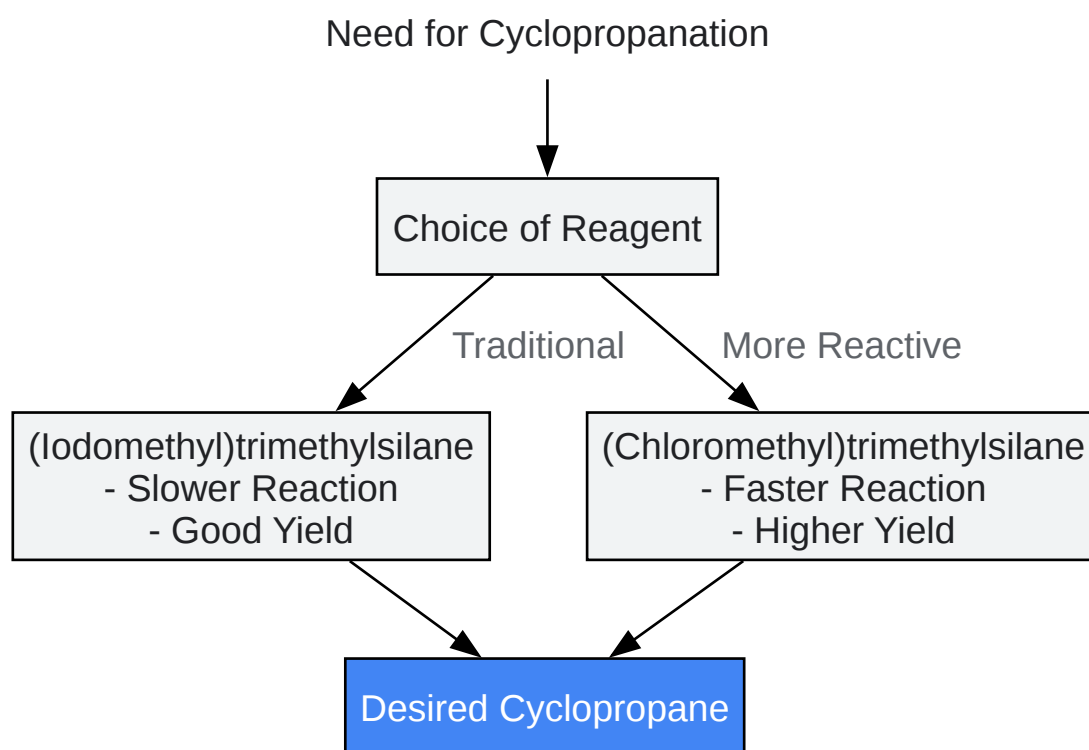 Need for Cyclopropanation
Choice of Reagent
Traditional
More Reactive
(Iodomethyl)trimethylsilane
- Slower Reaction
- Good Yield
(Chloromethyl)trimethylsilane
- Faster Reaction
- Higher Yield
Desired Cyclopropane